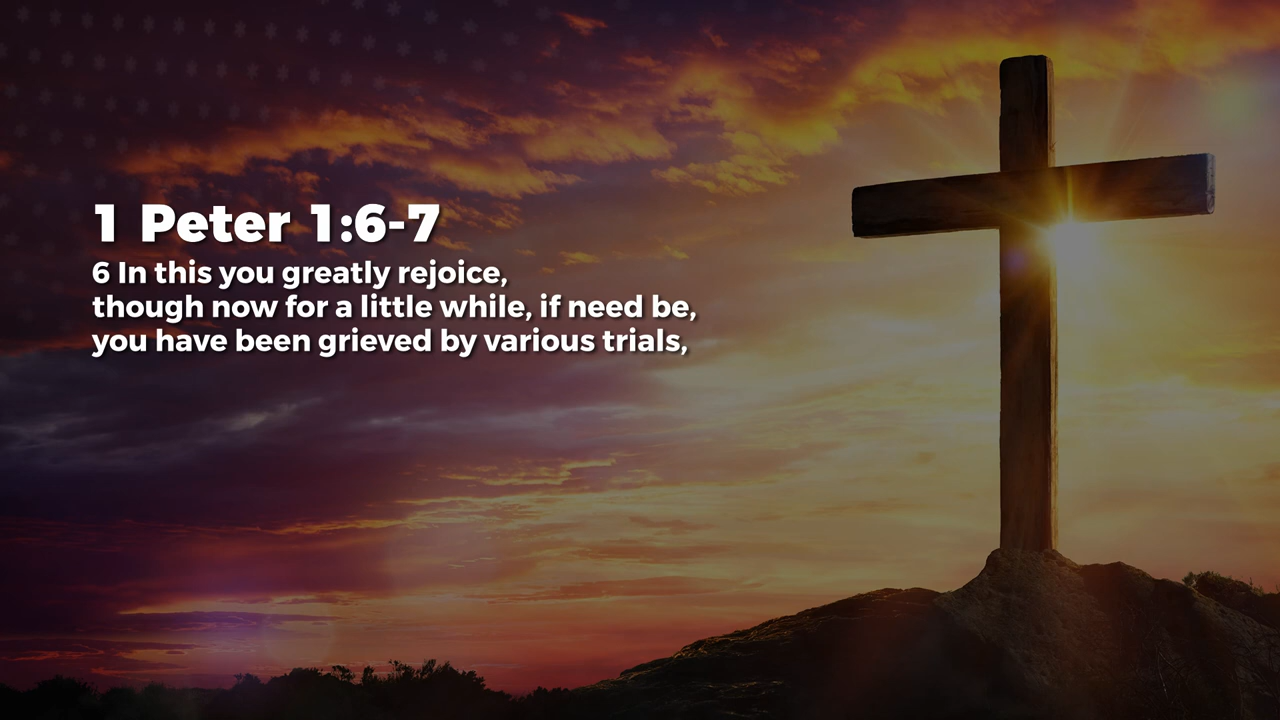 1 Peter 1:6-7
6 In this you greatly rejoice,
though now for a little while, if need be,
you have been grieved by various trials,